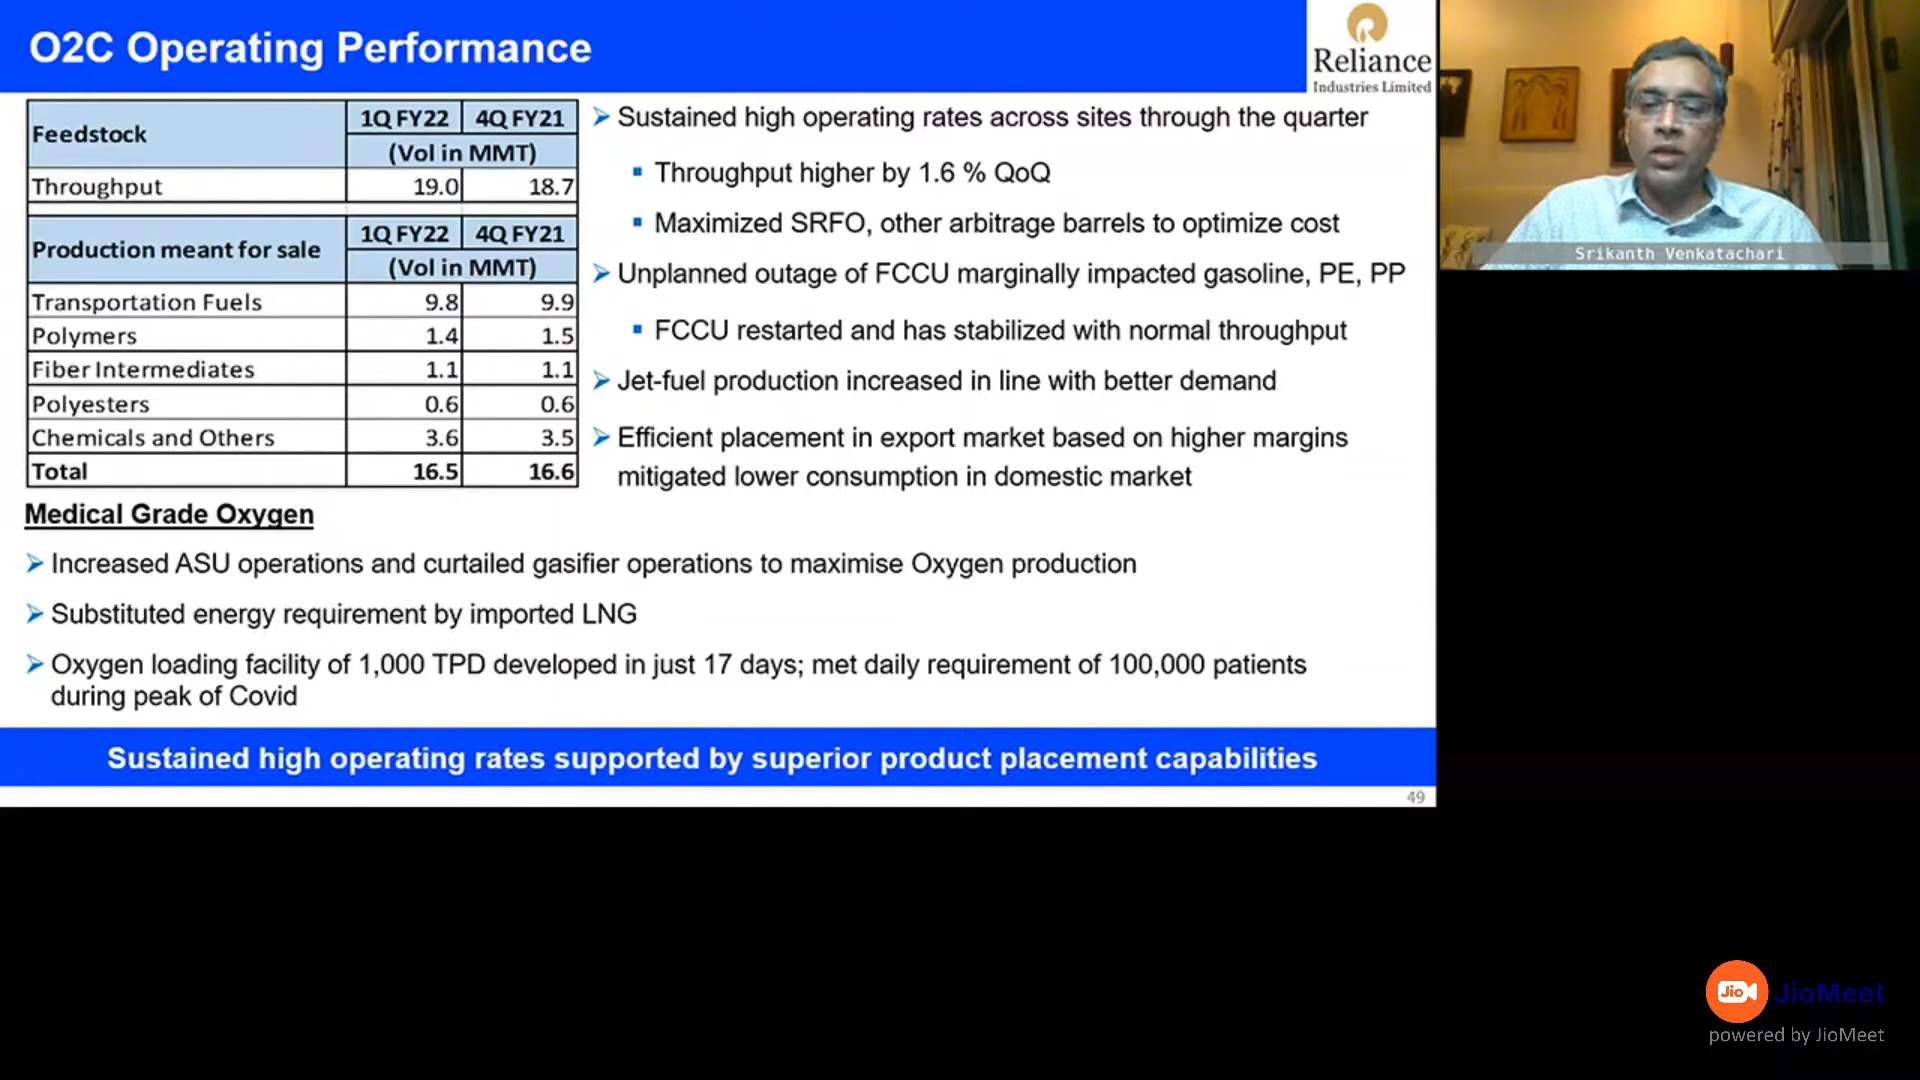 O2C Operating Performance
Reliance
Industries Limited
Feedstock
1Q FY22 4Q FY21
(Vol in MMT)
Throughput 19.0 18.7
Production meant for sale
1Q FY22 4Q FY21
(Vol in MMT)
Transportation Fuels 9.8 9.9
Polymers 1.4 1.5
Fiber Intermediates 1.1 1.1
Polyesters 0.6 0.6
Chemicals and Others 3.6 3.5
Total 16.5 16.6
Sustained high operating rates across sites through the quarter
Throughput higher by 1.6 % QoQ
Maximized SRFO, other arbitrage barrels to optimize cost
Unplanned outage of FCCU marginally impacted gasoline, PE, PP
FCCU restarted and has stabilized with normal throughput
Jet-fuel production increased in line with better demand
Efficient placement in export market based on higher margins
mitigated lower consumption in domestic market
Medical Grade Oxygen
Increased ASU operations and curtailed gasifier operations to maximise Oxygen production
Substituted energy requirement by imported LNG
Oxygen loading facility of 1,000 TPD developed in just 17 days; met daily requirement of 100,000 patients
during peak of Covid
Sustained high operating rates supported by superior product placement capabilities
49
Srikanth Venkatachari
Jio
JioMeet
powered by JioMeet